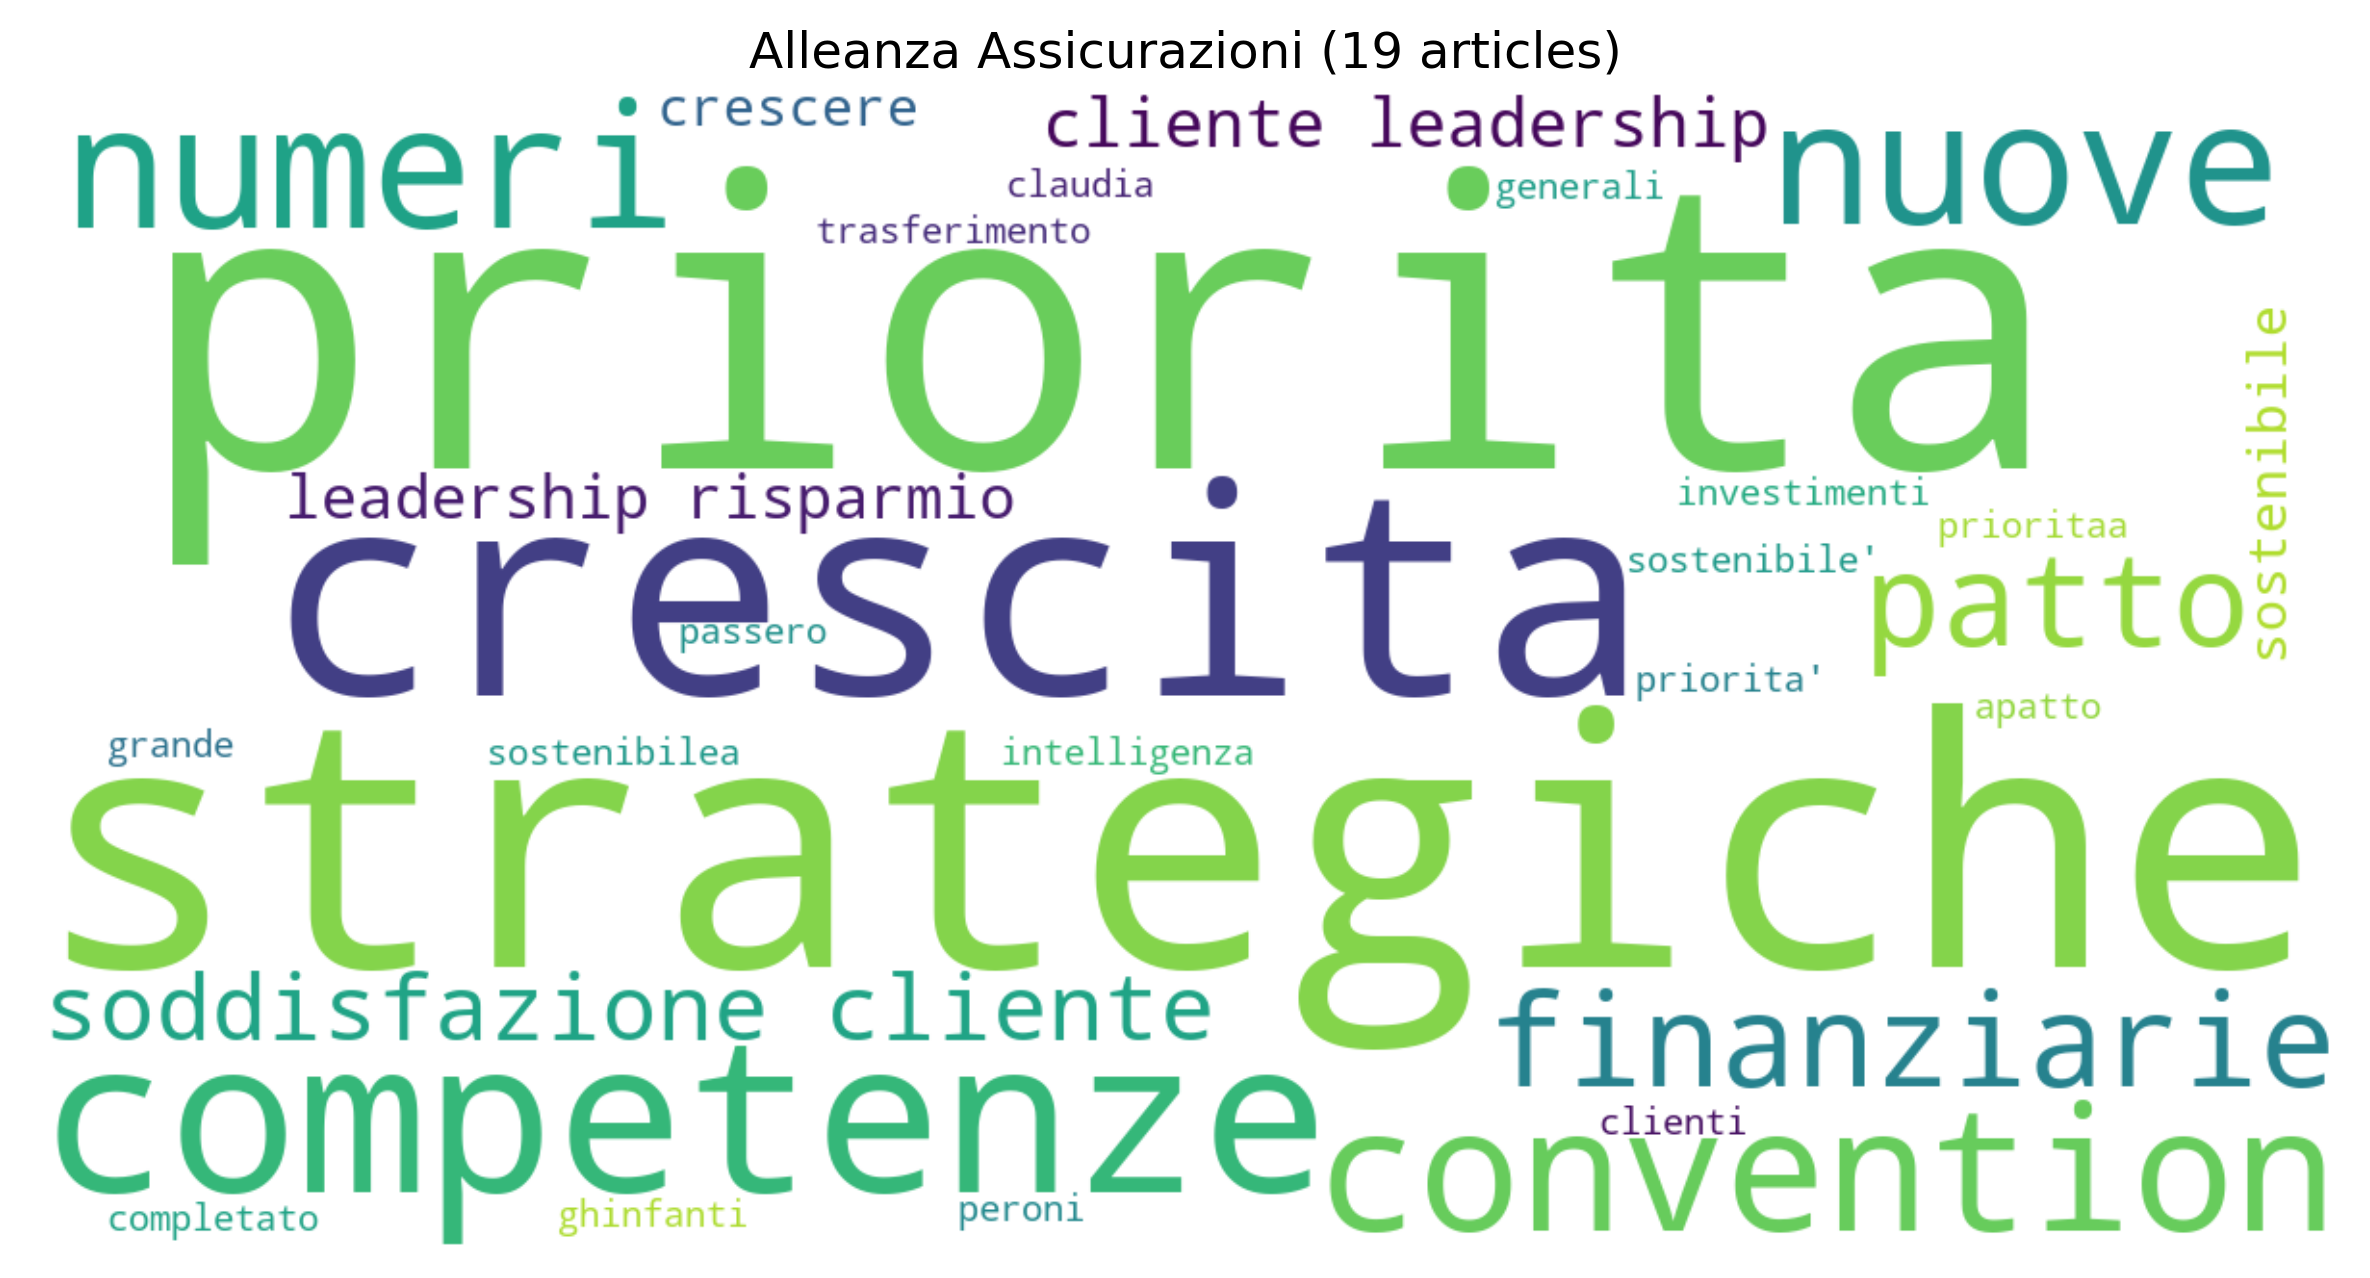 Alleanza Assicurazioni (19 articles)
numeri
crescere
cliente leadership
nuove
claudia
generali
trasferimento
priorita
sostenibile
leadership risparmio
investimenti
prioritaa
crescita
sostenibile'
patto
passero
priorita'
apatto
grande
sostenibilea
intelligenza
strategiche
soddisfazione cliente
finanziarie
competenze
clienti
convention
completato
ghinfanti
peroni